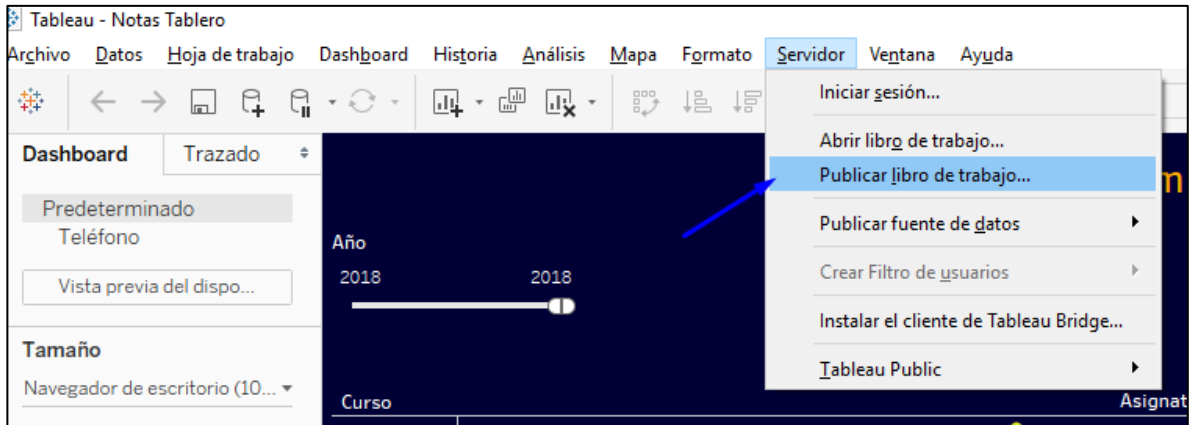 Tableau - Notas Tablero
Archivo Datos Hoja de trabajo Dashboard Historia Análisis Mapa Formato Servidor Ventana Ayuda
Iniciar sesión...
Abrir libro de trabajo...
Publicar libro de trabajo...
Publicar fuente de datos
Crear Filtro de usuarios
Instalar el cliente de Tableau Bridge...
Tableau Public
Dashboard Trazado
Predeterminado
Teléfono
Vista previa del dispo...
Tamaño
Navegador de escritorio (10...
Año
2018 2018
Curso
Asignat
m